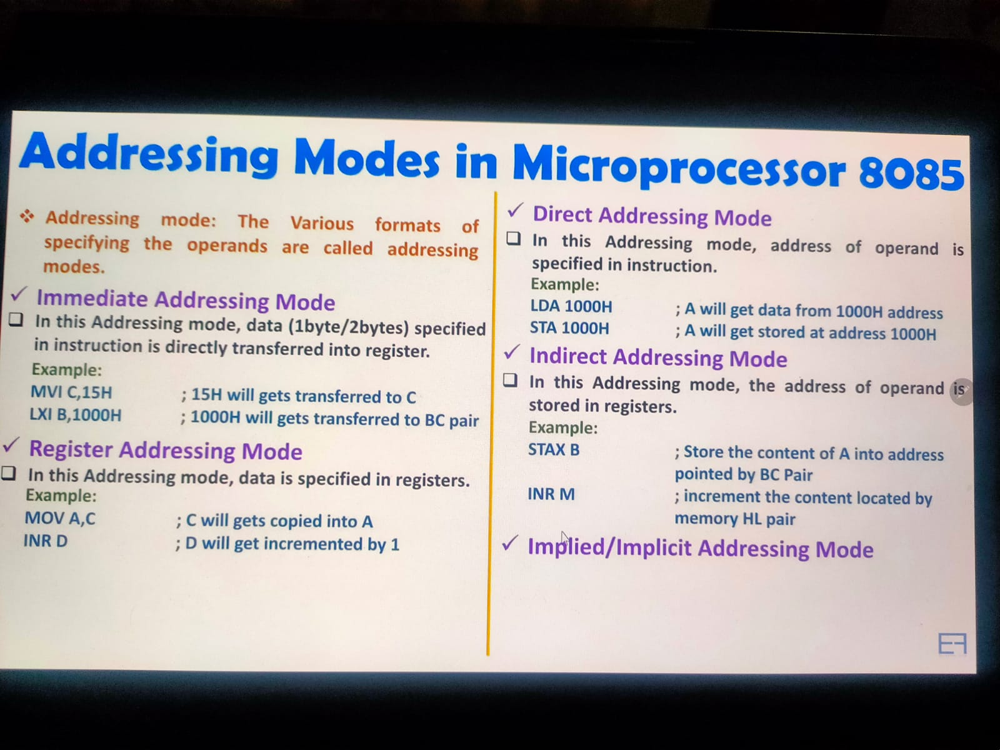 Addressing Modes in Microprocessor 8085
❖ Addressing mode: The Various formats of
specifying the operands are called addressing
modes.
✓ Immediate Addressing Mode
❑ In this Addressing mode, data (1byte/2bytes) specified
in instruction is directly transferred into register.
Example:
MVI C,15H ; 15H will gets transferred to C
LXI B,1000H ; 1000H will gets transferred to BC pair
✓ Register Addressing Mode
❑ In this Addressing mode, data is specified in registers.
Example:
MOV A,C ; C will gets copied into A
INR D ; D will get incremented by 1
✓ Direct Addressing Mode
❑ In this Addressing mode, address of operand is
specified in instruction.
Example:
LDA 1000H ; A will get data from 1000H address
STA 1000H ; A will get stored at address 1000H
✓ Indirect Addressing Mode
❑ In this Addressing mode, the address of operand is
stored in registers.
Example:
STAX B ; Store the content of A into address
pointed by BC Pair
INR M ; increment the content located by
memory HL pair
✓ Implied/Implicit Addressing Mode
EF